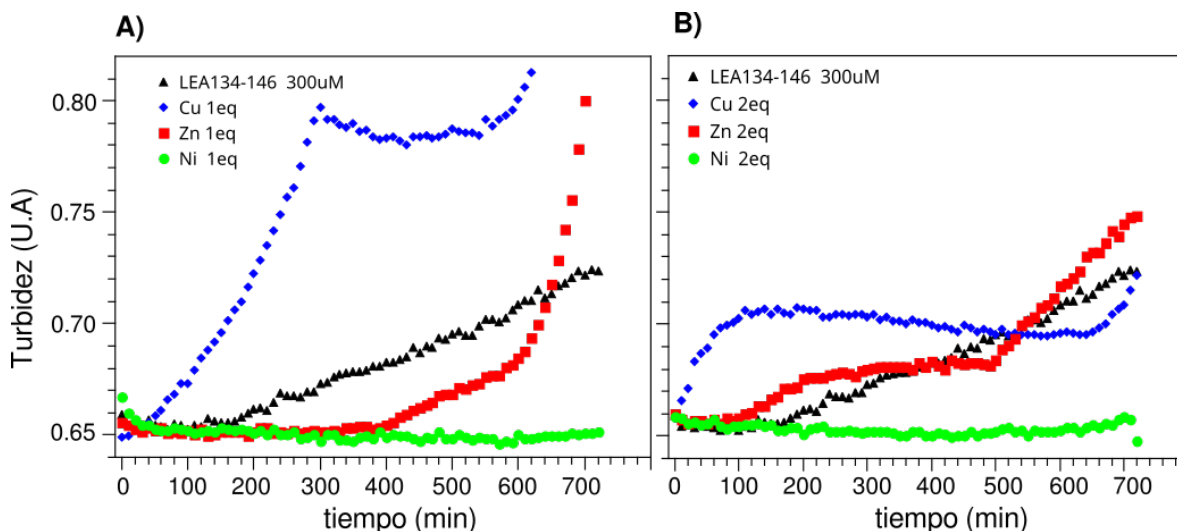 A)
LEA134-146 300uM
Cu 1eq
Zn 1eq
Ni 1eq
Turbidez (U.A)
0.80
0.75
0.70
0.65
0 100 200 300 400 500 600 700
tiempo (min)
B)
LEA134-146 300uM
Cu 2eq
Zn 2eq
Ni 2eq
0 100 200 300 400 500 600 700
tiempo (min)